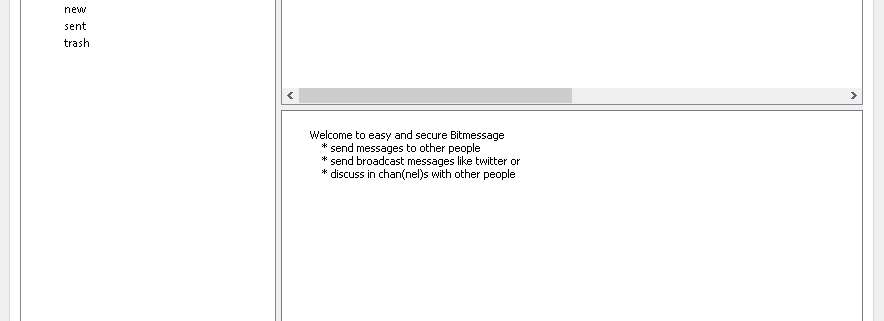 new
sent
trash
Welcome to easy and secure Bitmessage
* send messages to other people
* send broadcast messages like twitter or
* discuss in chan(nel)s with other people